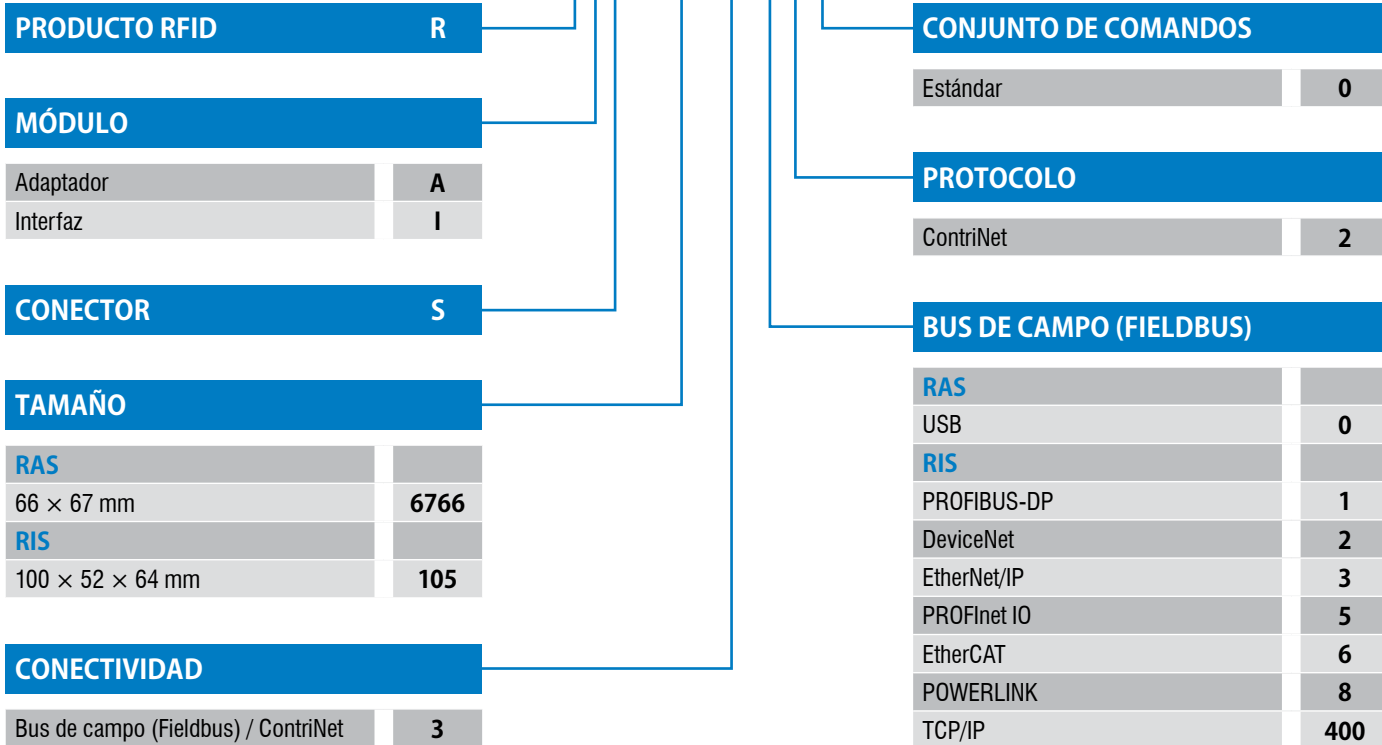 PRODUCTO RFID R
MÓDULO
Adaptador A
Interfaz I
CONECTOR S
TAMAÑO
RAS
66 × 67 mm 6766
RIS
100 × 52 × 64 mm 105
CONECTIVIDAD
Bus de campo (Fieldbus) / ContriNet 3
CONJUNTO DE COMANDOS
Estándar 0
PROTOCOLO
ContriNet 2
BUS DE CAMPO (FIELDBUS)
RAS
USB 0
RIS
PROFIBUS-DP 1
DeviceNet 2
EtherNet/IP 3
PROFInet IO 5
EtherCAT 6
POWERLINK 8
TCP/IP 400